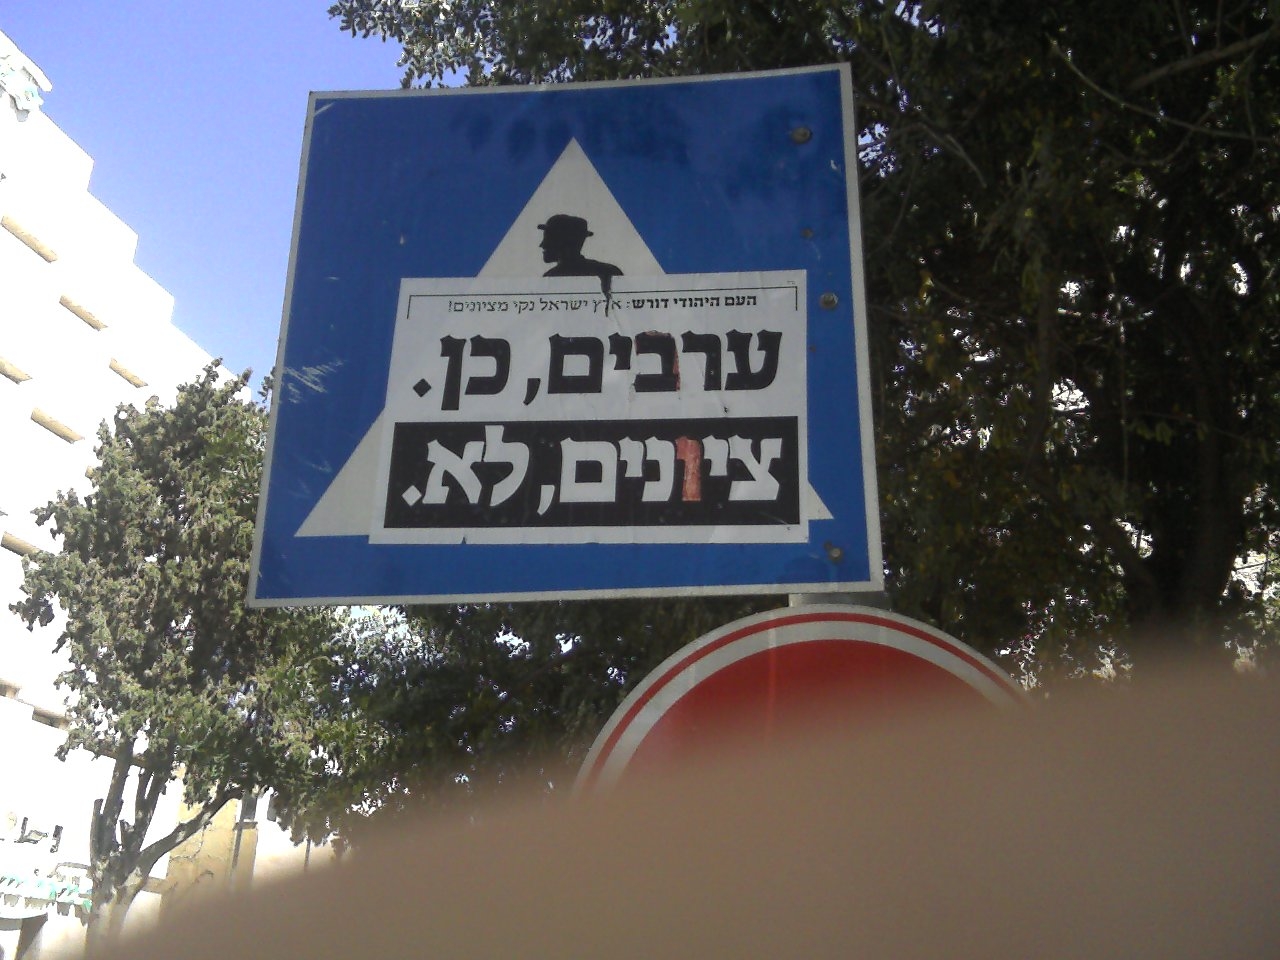 העם היהודי דורש: ארץ ישראל נקי מציונים!
ערבים, כן.
ציונים, לא.